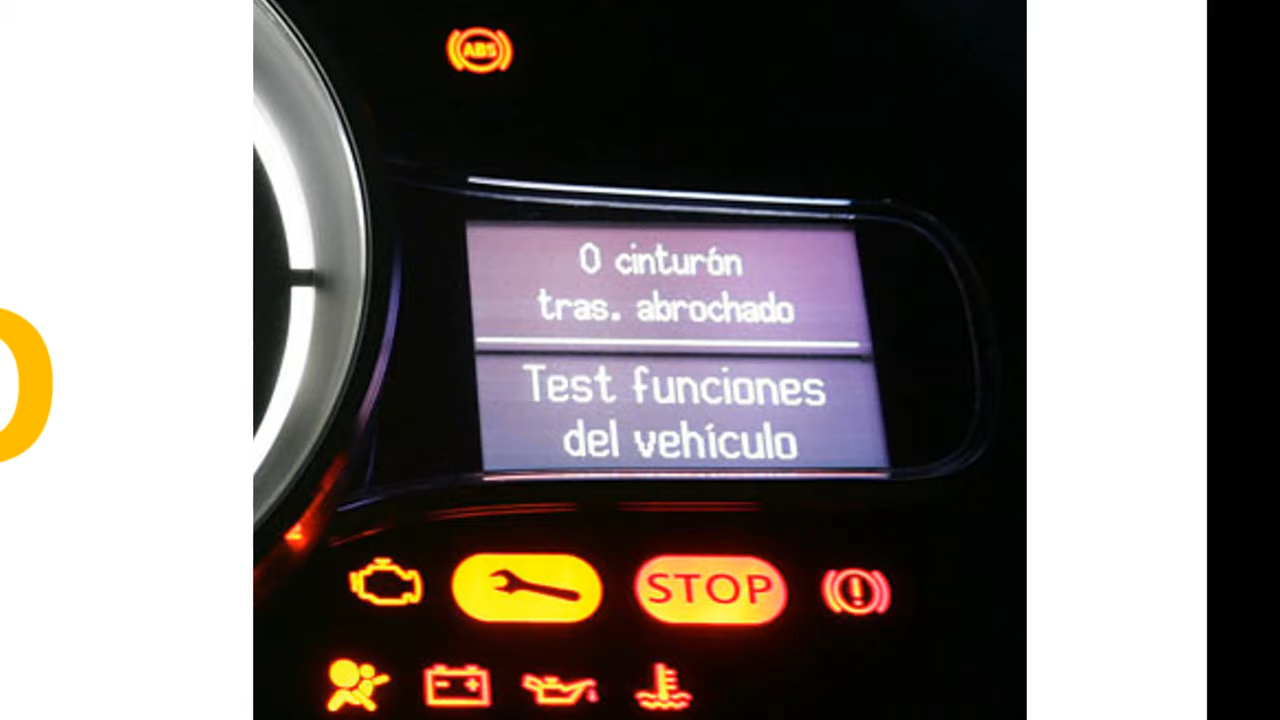 ABS
0 cinturón
tras. abrochado
Test funciones
del vehículo
STOP